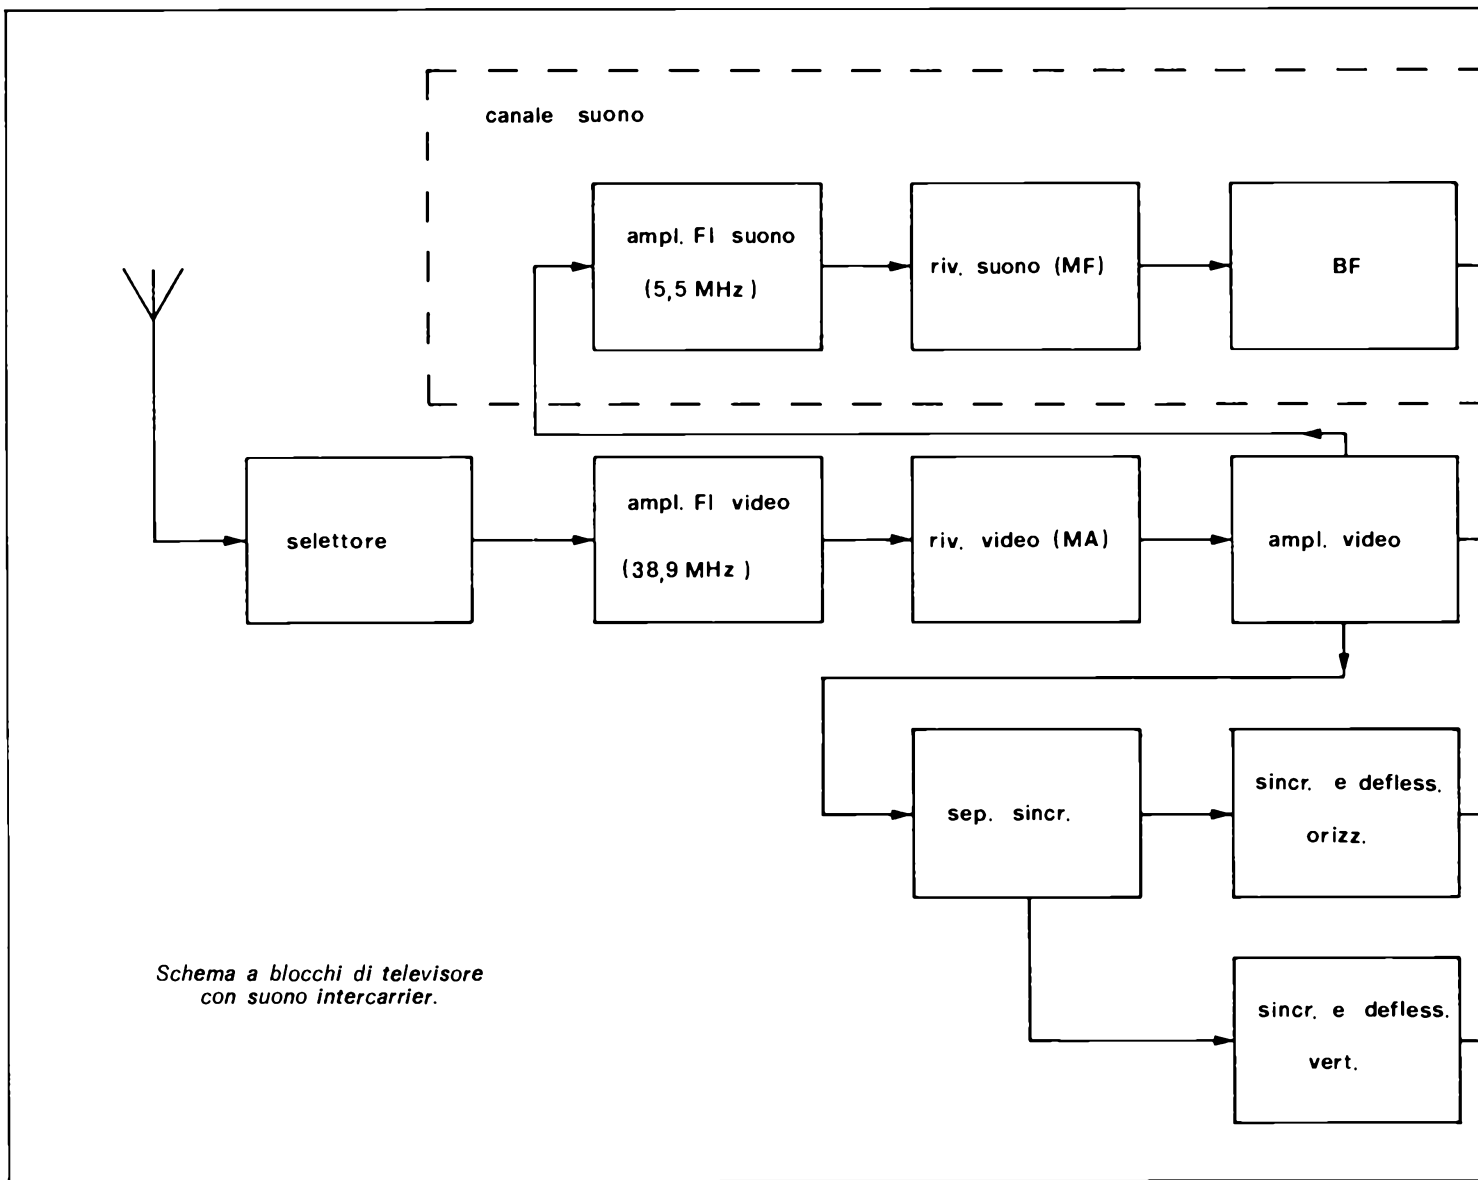 canale suono
ampl. FI suono
(5,5 MHz)
riv. suono (MF)
BF
selettore
ampl. FI video
(38,9 MHz)
riv. video (MA)
ampl. video
sep. sincr.
sincr. e defless.
orizz.
sincr. e defless.
vert.
Schema a blocchi di televisore
con suono intercarrier.